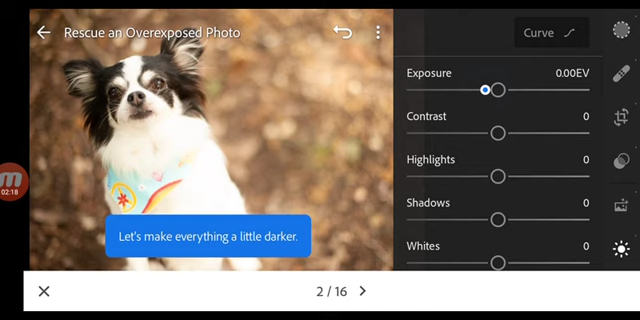 Rescue an Overexposed Photo
Curve
Exposure 0.00EV
Contrast 0
Highlights 0
Shadows 0
Whites 0
Let's make everything a little darker.
m
02:18
2 / 16